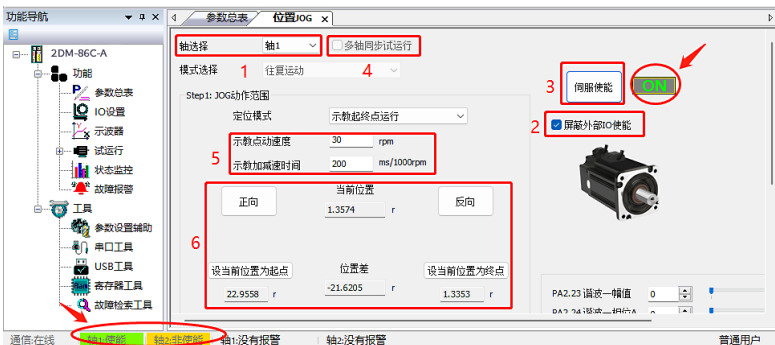 功能导航
参数总表
位置JOG
2DM-86C-A
功能
参数总表
IO设置
示波器
试运行
状态监控
故障报警
工具
参数设置辅助
串口工具
USB工具
寄存器工具
故障检索工具
轴选择
轴1
多轴同步试运行
模式选择
1
往复运动
4
Step1: JOG动作范围
定位模式
示教起终点运行
5
示教点动速度
30
rpm
示教加减速时间
200
ms/1000rpm
6
正向
当前位置
1.3574
r
反向
设当前位置为起点
位置差
设当前位置为终点
22.9558
r
-21.6205
r
1.3353
r
3
伺服使能
ON
2
屏蔽外部IO使能
PA2.23 谐波一幅值
0
PA2.24 谐波一相位A
通信:在线
轴1:使能
轴2:非使能
轴1:没有报警
轴2:没有报警
普通用户